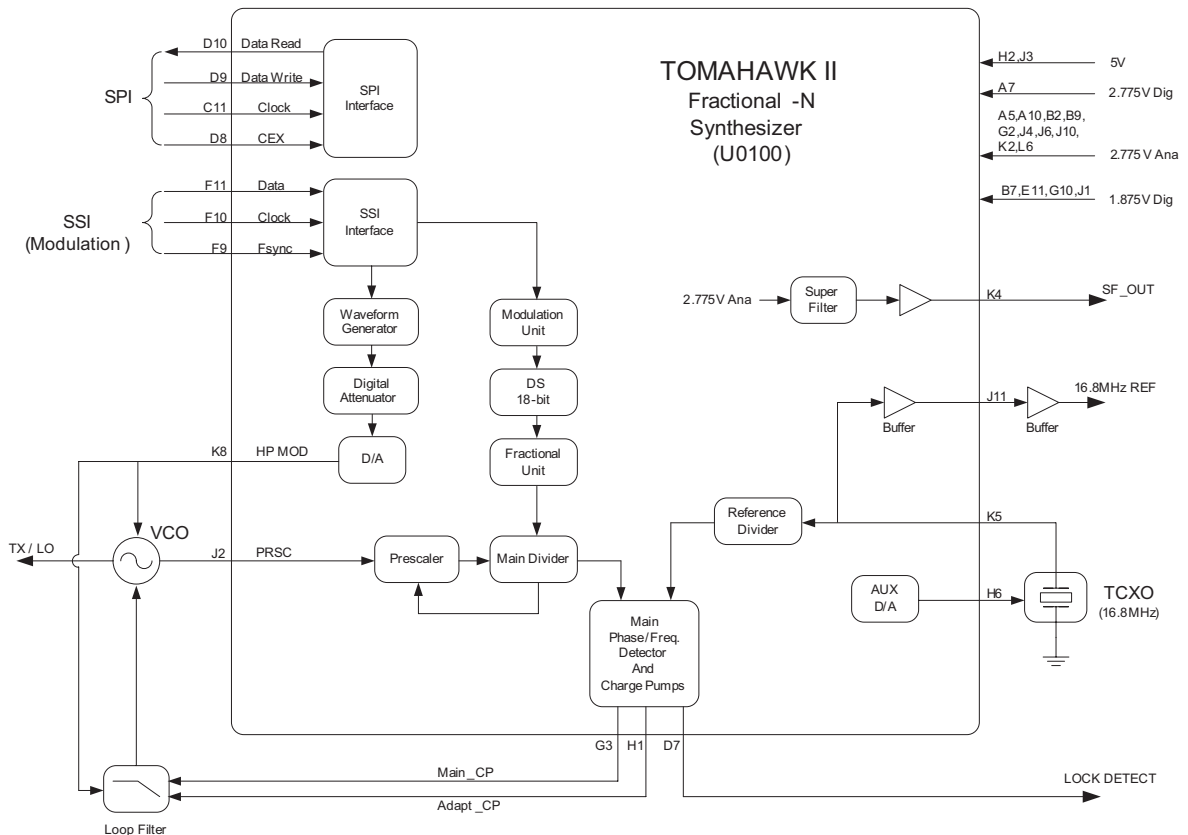 D10 Data Read
D9 Data Write
C11 Clock
D8 CEX
SPI
SPI
Interface
TOMAHAWK II
Fractional -N
Synthesizer
(U0100)
H2,J3 5V
A7 2.775V Dig
A5,A10,B2,B9,
G2,J4,J6,J10,
K2,L6 2.775V Ana
B7,E11,G10,J1 1.875V Dig
F11 Data
F10 Clock
F9 Fsync
SSI
(Modulation )
SSI
Interface
2.775V Ana
Super
Filter
K4 SF_OUT
Waveform
Generator
Modulation
Unit
Digital
Attenuator
DS
18-bit
Buffer
J11
Buffer
16.8MHz REF
K8 HP MOD
D/A
Fractional
Unit
Reference
Divider
K5
TX / LO
VCO
J2 PRSC
Prescaler
Main Divider
AUX
D/A
H6
TCXO
(16.8MHz)
Main
Phase/Freq.
Detector
And
Charge Pumps
G3 H1 D7
Main_CP
Adapt _CP
LOCK DETECT
Loop Filter